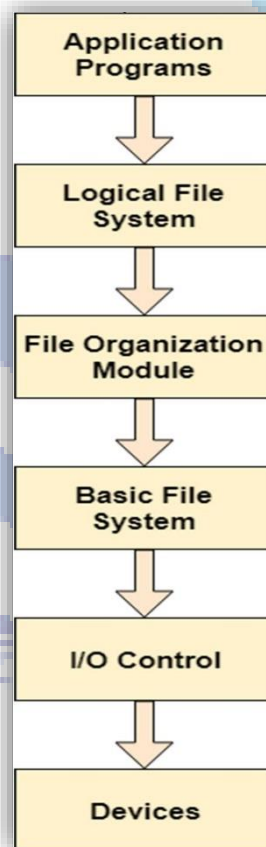 Application
Programs
Logical File
System
File Organization
Module
Basic File
System
I/O Control
Devices